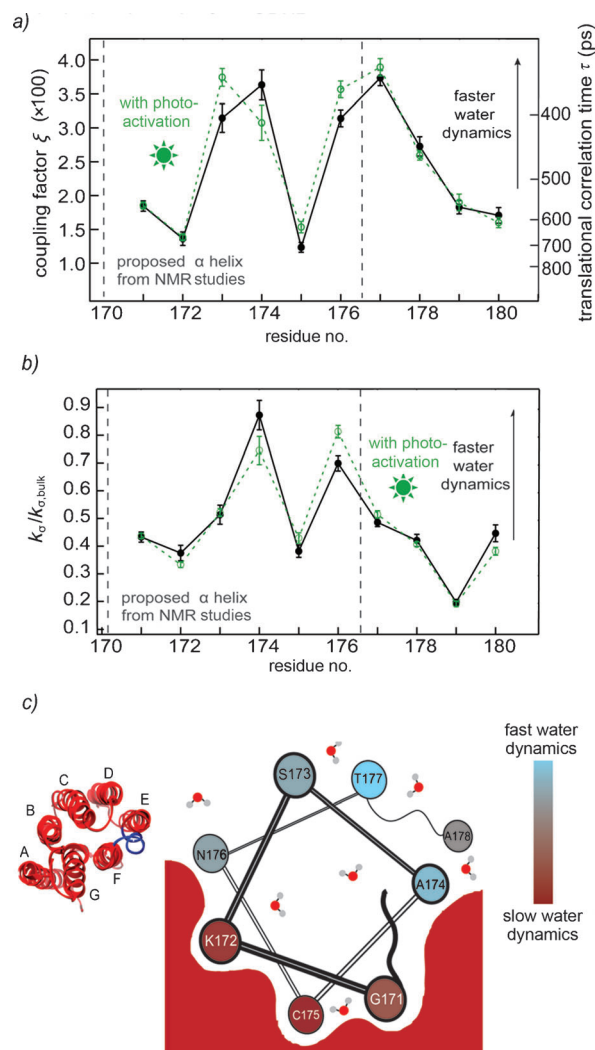 a)
coupling factor ξ (×100)
4.0
3.5
3.0
2.5
2.0
1.5
1.0
with photo-
activation
faster
water
dynamics
proposed α helix
from NMR studies
400
500
600
700
800
translational correlation time τ (ps)
170 172 174 176 178 180
residue no.
b)
kσ/kσ,bulk
0.9
0.8
0.7
0.6
0.5
0.4
0.3
0.2
0.1
with photo-
activation
faster
water
dynamics
proposed α helix
from NMR studies
170 172 174 176 178 180
residue no.
c)
A
B
C
D
E
F
G
S173
T177
A178
N176
A174
K172
G171
C175
fast water
dynamics
slow water
dynamics